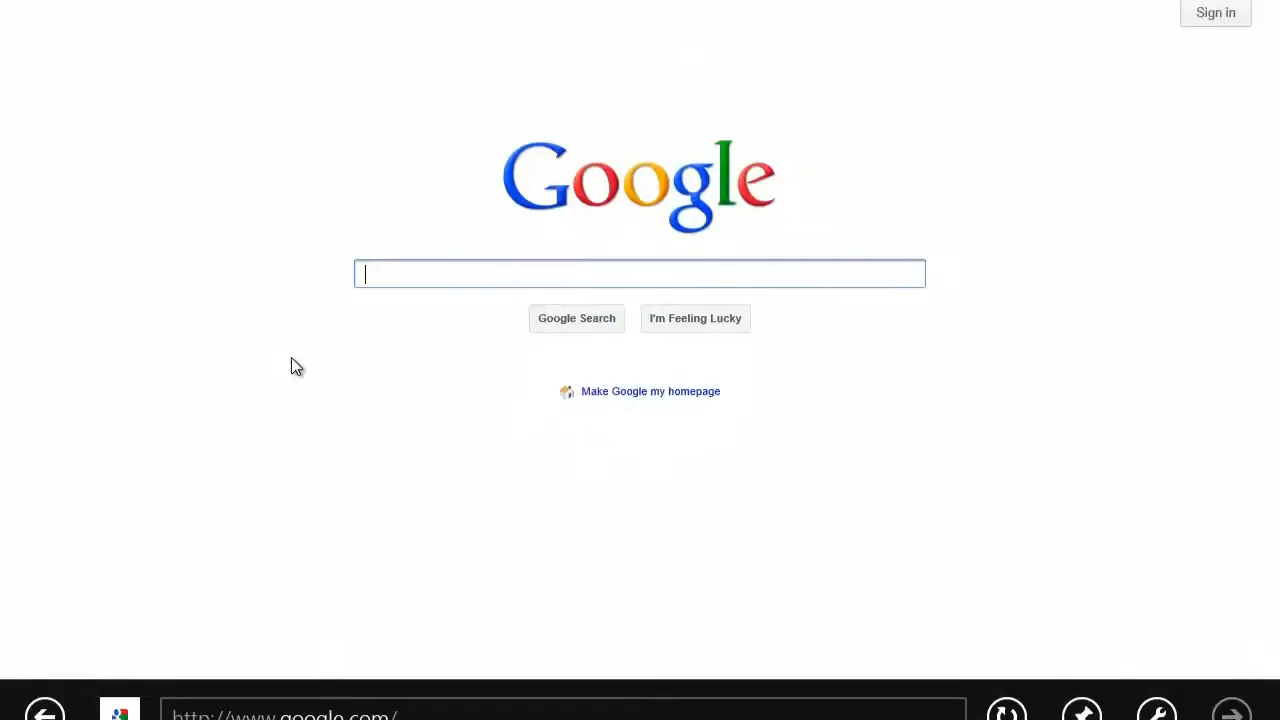 Sign in
Google
Google Search
I'm Feeling Lucky
Make Google my homepage
http://www.google.com/